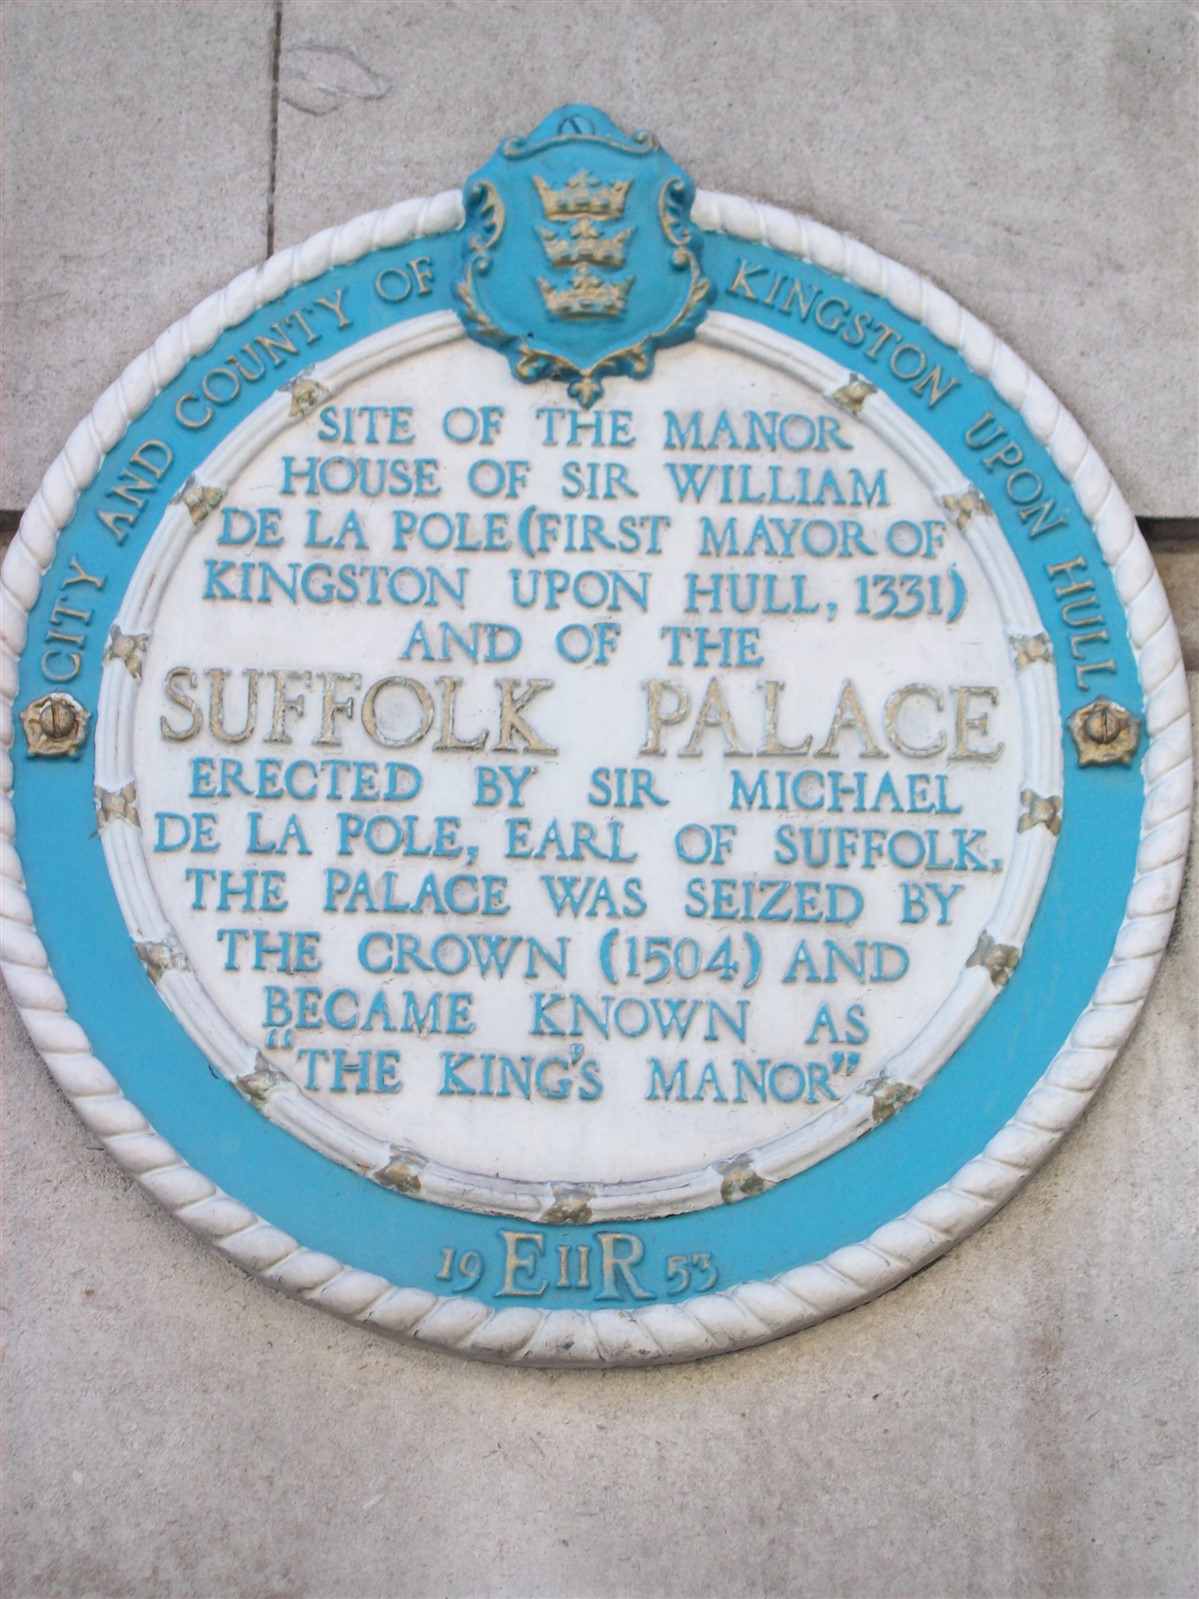 CITY AND COUNTY OF KINGSTON UPON HULL
SITE OF THE MANOR
HOUSE OF SIR WILLIAM
DE LA POLE (FIRST MAYOR OF
KINGSTON UPON HULL, 1331)
AND OF THE
SUFFOLK PALACE
ERECTED BY SIR MICHAEL
DE LA POLE, EARL OF SUFFOLK.
THE PALACE WAS SEIZED BY
THE CROWN (1504) AND
BECAME KNOWN AS
"THE KING'S MANOR"
19 EIIR 53